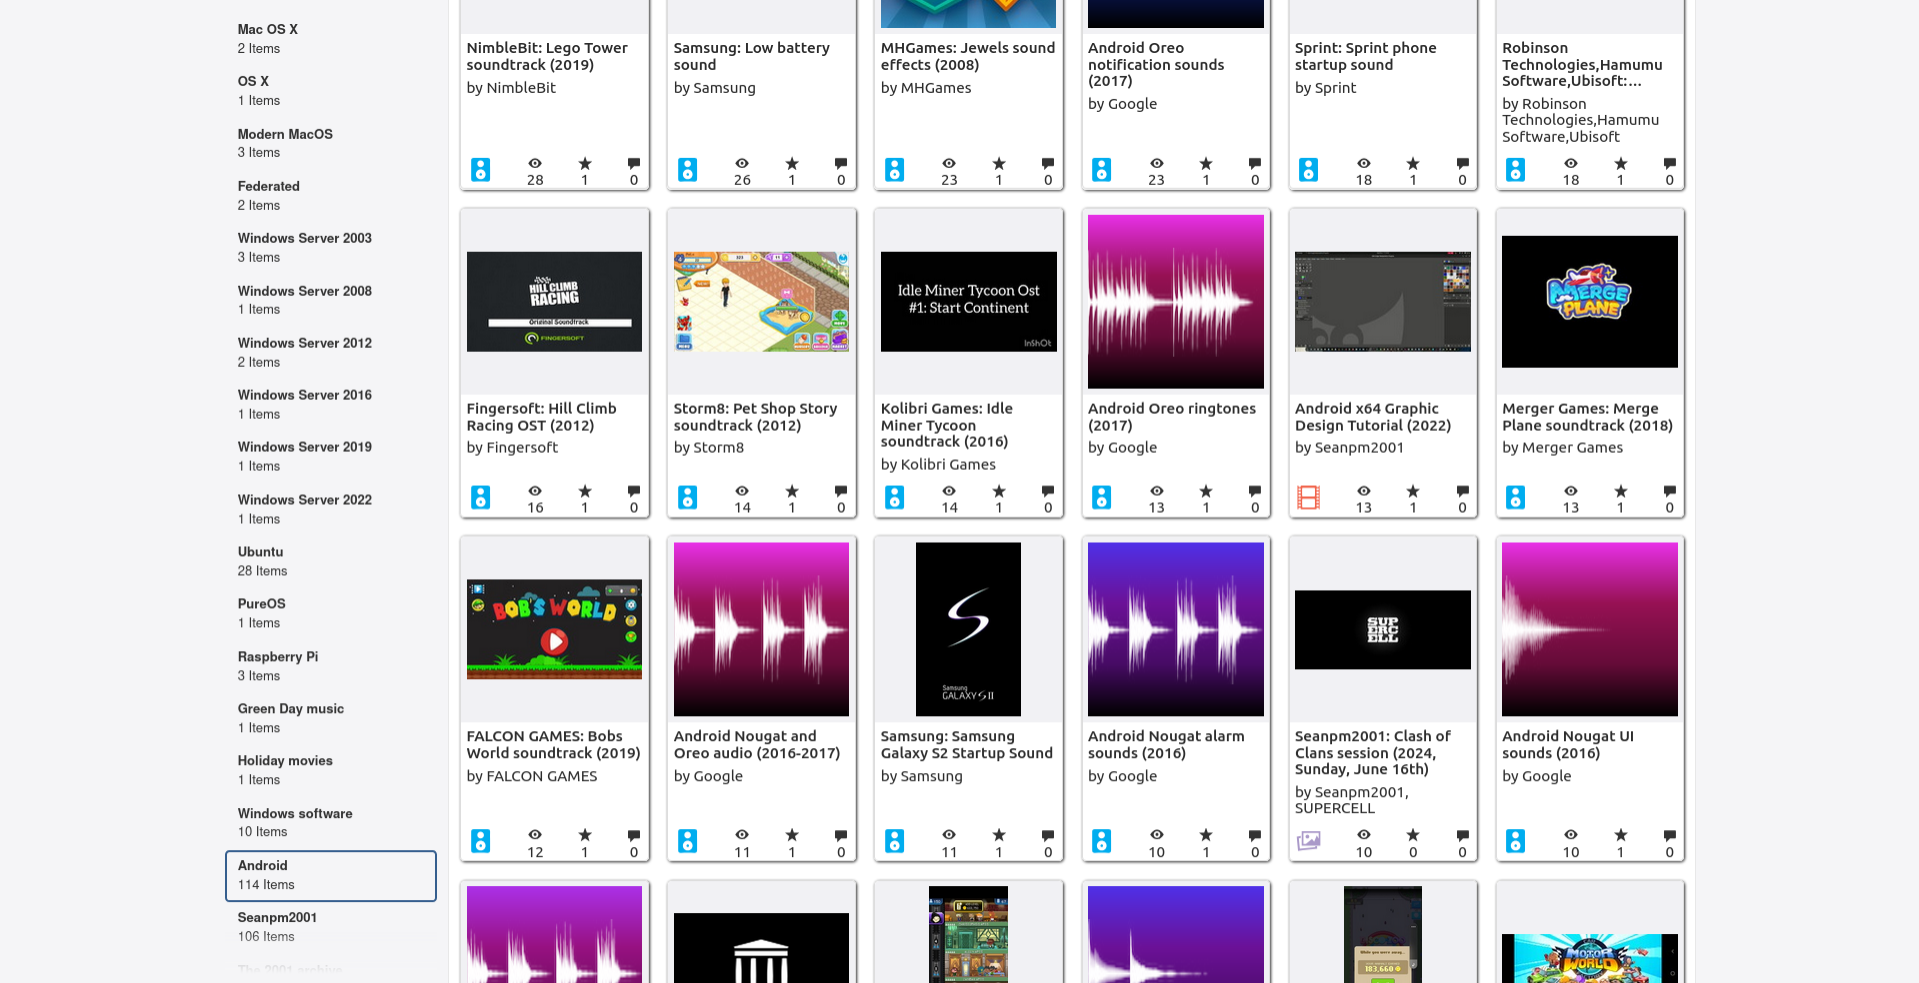 Mac OS X
2 Items
OS X
1 Items
Modern MacOS
3 Items
Federated
2 Items
Windows Server 2003
3 Items
Windows Server 2008
1 Items
Windows Server 2012
2 Items
Windows Server 2016
1 Items
Windows Server 2019
1 Items
Windows Server 2022
1 Items
Ubuntu
28 Items
PureOS
1 Items
Raspberry Pi
3 Items
Green Day music
1 Items
Holiday movies
1 Items
Windows software
10 Items
Android
114 Items
Seanpm2001
106 Items
The 2001 archive
NimbleBit: Lego Tower
soundtrack (2019)
by NimbleBit
28 1 0
Samsung: Low battery
sound
by Samsung
26 1 0
MHGames: Jewels sound
effects (2008)
by MHGames
23 1 0
Android Oreo
notification sounds
(2017)
by Google
23 1 0
Sprint: Sprint phone
startup sound
by Sprint
18 1 0
Robinson
Technologies,Hamumu
Software,Ubisoft:...
by Robinson
Technologies,Hamumu
Software,Ubisoft
18 1 0
HILL CLIMB
RACING
Original Soundtrack
FINGERSOFT
Fingersoft: Hill Climb
Racing OST (2012)
by Fingersoft
16 1 0
Storm8: Pet Shop Story
soundtrack (2012)
by Storm8
14 1 0
Idle Miner Tycoon Ost
#1: Start Continent
InShOt
Kolibri Games: Idle
Miner Tycoon
soundtrack (2016)
by Kolibri Games
14 1 0
Android Oreo ringtones
(2017)
by Google
13 1 0
Android x64 Graphic
Design Tutorial (2022)
by Seanpm2001
13 1 0
MERGE
PLANE
Merger Games: Merge
Plane soundtrack (2018)
by Merger Games
13 1 0
BOB'S WORLD
FALCON GAMES: Bobs
World soundtrack (2019)
by FALCON GAMES
12 1 0
Android Nougat and
Oreo audio (2016-2017)
by Google
11 1 0
Samsung
GALAXY S II
Samsung: Samsung
Galaxy S2 Startup Sound
by Samsung
11 1 0
Android Nougat alarm
sounds (2016)
by Google
10 1 0
SUP
ERC
ELL
Seanpm2001: Clash of
Clans session (2024,
Sunday, June 16th)
by Seanpm2001,
SUPERCELL
10 0 0
Android Nougat UI
sounds (2016)
by Google
10 1 0
While you were away...
183,660
MOTOR
WORLD